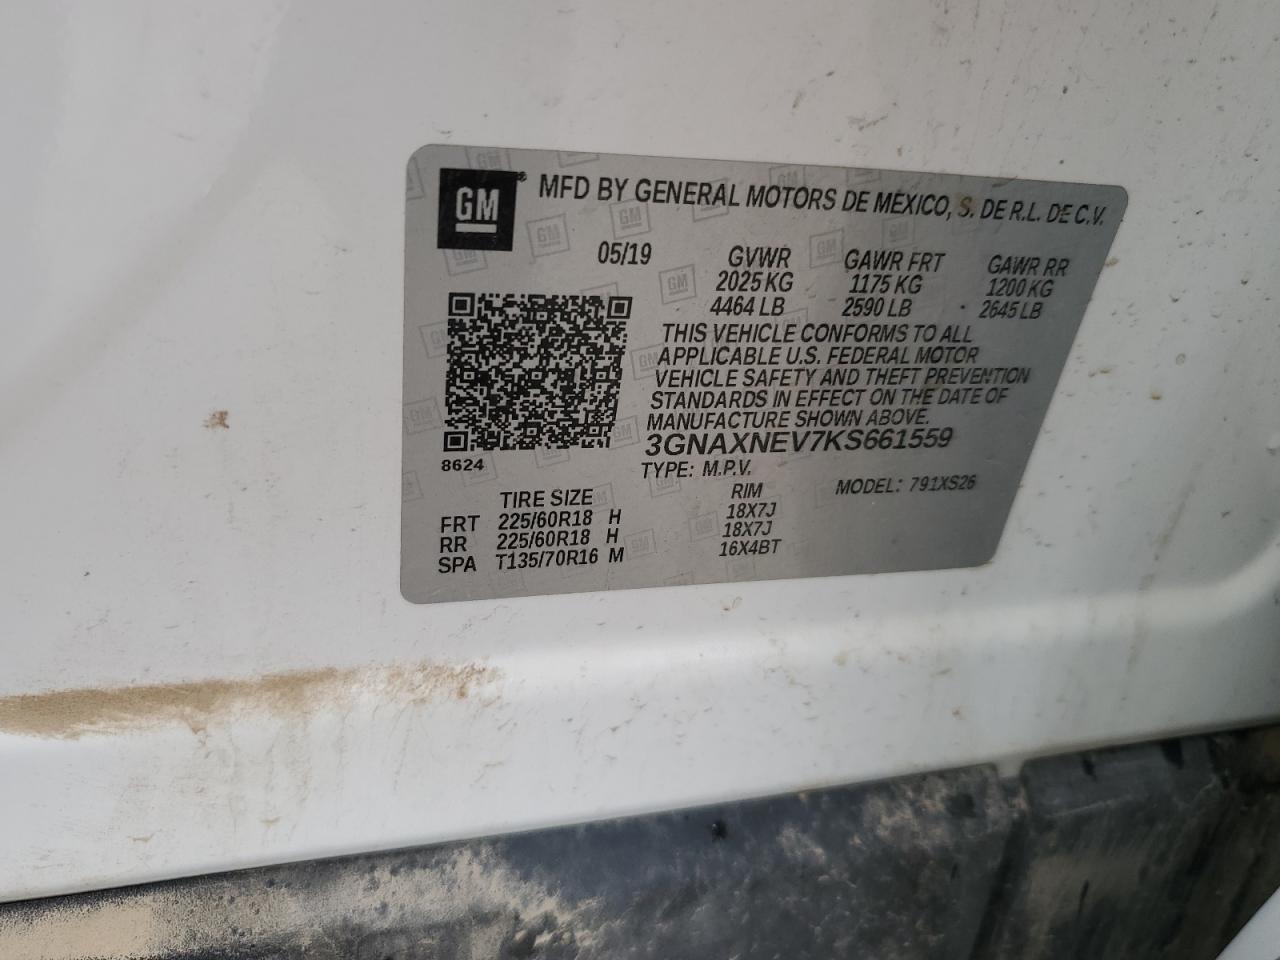 GM ® MFD BY GENERAL MOTORS DE MEXICO, S. DE R.L. DE C.V.
05/19 GVWR GAWR FRT GAWR RR
2025 KG 1175 KG 1200 KG
4464 LB 2590 LB 2645 LB
THIS VEHICLE CONFORMS TO ALL
APPLICABLE U.S. FEDERAL MOTOR
VEHICLE SAFETY AND THEFT PREVENTION
STANDARDS IN EFFECT ON THE DATE OF
MANUFACTURE SHOWN ABOVE.
3GNAXNEV7KS661559
8624
TYPE: M.P.V. MODEL: 791XS26
TIRE SIZE RIM
FRT 225/60R18 H 18X7J
RR 225/60R18 H 18X7J
SPA T135/70R16 M 16X4BT